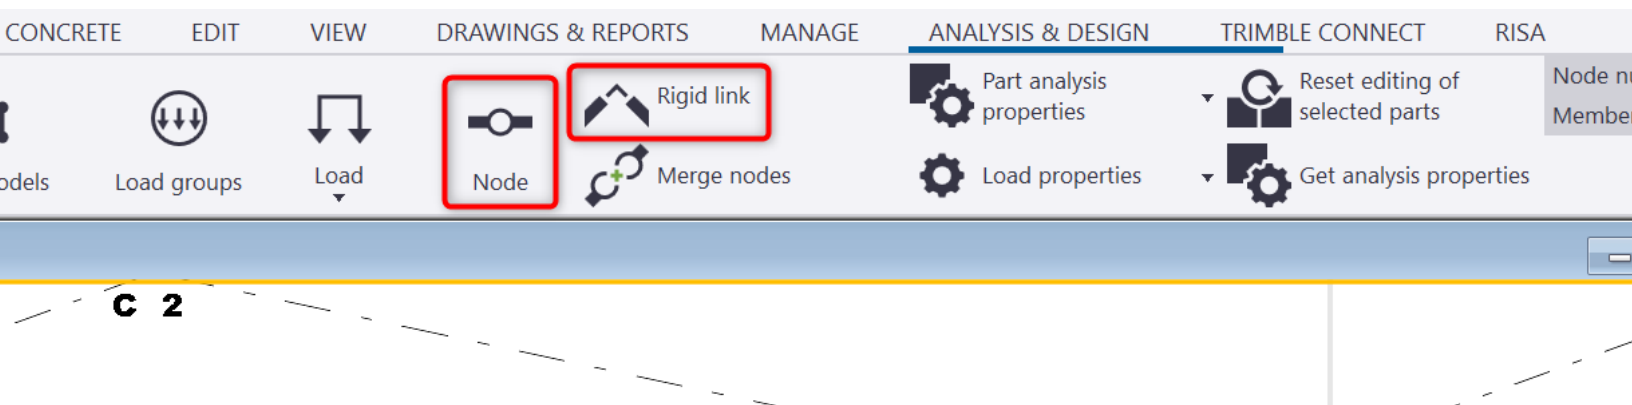 CONCRETE EDIT VIEW DRAWINGS & REPORTS MANAGE ANALYSIS & DESIGN TRIMBLE CONNECT RISA
Rigid link
Part analysis
properties
Reset editing of
selected parts
Node
Load groups
Load
Node
Merge nodes
Load properties
Get analysis properties
C 2